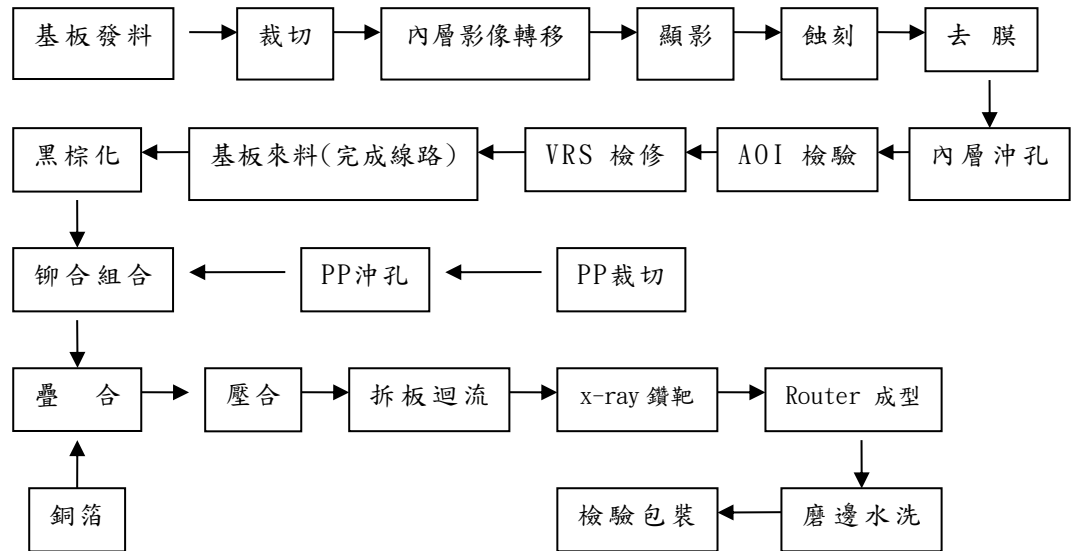 基板發料 裁切 內層影像轉移 顯影 蝕刻 去 膜
黑棕化 基板來料(完成線路) VRS 檢修 AOI 檢驗 內層沖孔
铆合組合 PP沖孔 PP裁切
疊 合 壓合 拆板迴流 x-ray 鑽靶 Router 成型
銅箔 檢驗包裝 磨邊水洗